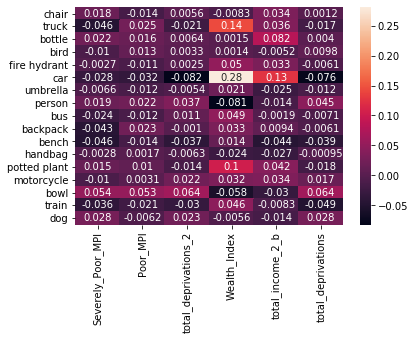 chair 0.018 -0.014 0.0056 -0.0083 0.034 0.0012
truck -0.046 0.025 -0.021 0.14 0.036 -0.017
bottle 0.022 0.016 0.0064 0.0015 0.082 0.004
bird -0.01 0.013 0.0033 0.0014 -0.0052 0.0098
fire hydrant -0.0027 -0.011 0.0025 0.05 0.033 -0.0061
car -0.028 -0.032 -0.082 0.28 0.13 -0.076
umbrella -0.0066 -0.012 -0.0054 0.021 -0.025 -0.012
person 0.019 0.022 0.037 -0.081 -0.014 0.045
bus -0.024 -0.012 0.011 0.049 -0.0019 -0.0071
backpack -0.043 0.023 -0.001 0.033 0.0094 -0.0061
bench -0.046 -0.014 -0.037 0.014 -0.044 -0.039
handbag -0.0028 0.0017 -0.0063 -0.024 -0.027 -0.00095
potted plant 0.015 0.01 -0.014 0.1 0.042 -0.018
motorcycle -0.01 0.0031 0.022 0.032 0.034 0.017
bowl 0.054 0.053 0.064 -0.058 -0.03 0.064
train -0.036 -0.021 -0.03 0.046 -0.0083 -0.049
dog 0.028 -0.0062 0.023 -0.0056 -0.014 0.028
Severely_Poor_MPI
Poor_MPI
total_deprivations_2
Wealth_Index
total_income_2_b
total_deprivations
0.25
0.20
0.15
0.10
0.05
0.00
−0.05